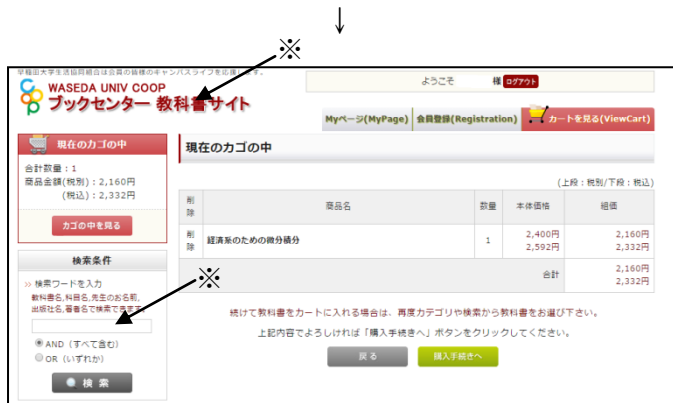 ↓
※
早稲田大学生活協同組合は会員の皆様のキャンパスライフを応援します。
WASEDA UNIV COOP
ブックセンター 教科書サイト
ようこそ 様 ログアウト
Myページ(MyPage) 会員登録(Registration) カートを見る(ViewCart)
現在のカゴの中
合計数量：1
商品金額(税別)：2,160円
(税込)：2,332円
カゴの中を見る
検索条件
>> 検索ワードを入力
教科書名,科目名,先生のお名前,
出版社名,著者名で検索できます。
※
AND（すべて含む）
OR（いずれか）
検 索
現在のカゴの中
(上段：税別/下段：税込)
削除 商品名 数量 本体価格 組価
削除 経済系のための微分積分 1 2,400円 2,160円
2,592円 2,332円
合計 2,160円
2,332円
続けて教科書をカートに入れる場合は、再度カテゴリや検索から教科書をお選び下さい。
上記内容でよろしければ「購入手続きへ」ボタンをクリックしてください。
戻 る 購入手続きへ